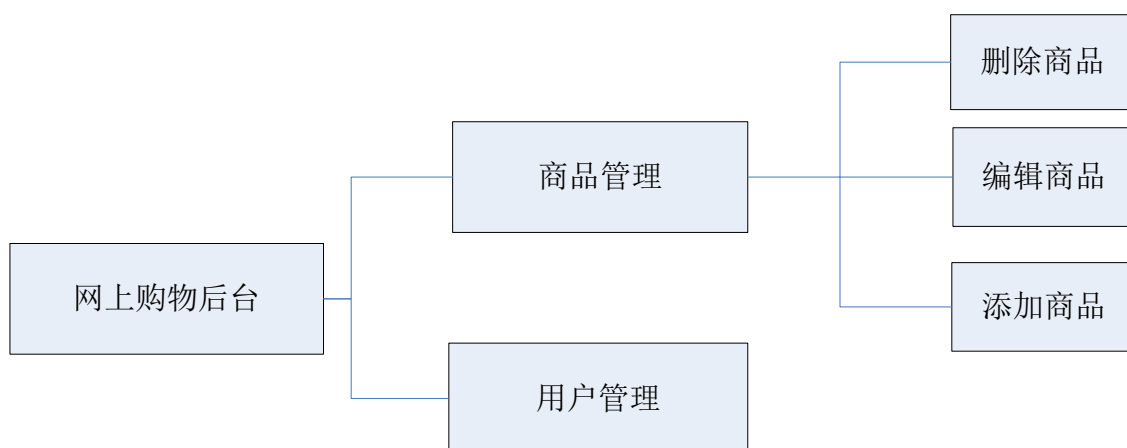 删除商品
商品管理
编辑商品
网上购物后台
添加商品
用户管理